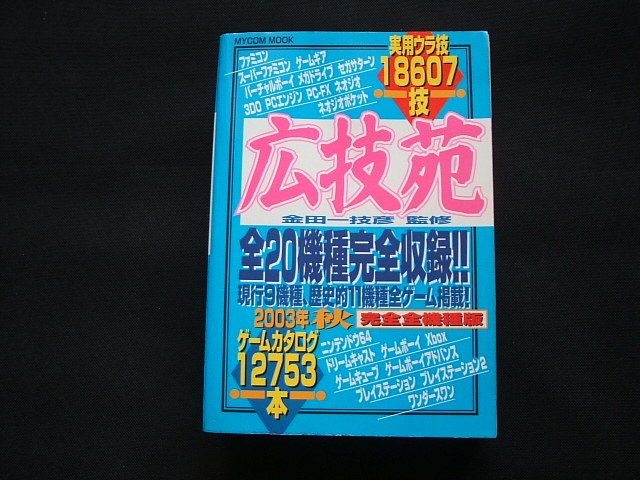 MYCOM MOOK
ファミコン
スーパーファミコン ゲームギア
バーチャルボーイ メガドライブ セガサターン
3DO PCエンジン PC-FX ネオジオ
ネオジオポケット
実用ウラ技
18607
技
広技苑
金田一技彦 監修
全20機種完全収録!!
現行9機種、歴史的11機種全ゲーム掲載!
2003年 秋 完全全機種版
ゲームカタログ
12753
本
ニンテンドウ64
ドリームキャスト ゲームボーイ Xbox
ゲームキューブ ゲームボーイアドバンス
プレイステーション プレイステーション2
ワンダースワン